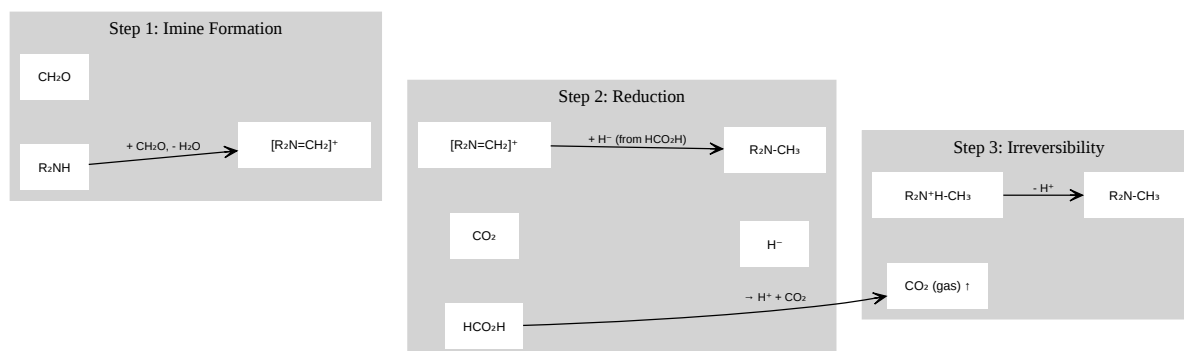 Step 1: Imine Formation
CH₂O
R₂NH
+ CH₂O, - H₂O
[R₂N=CH₂]⁺
Step 2: Reduction
[R₂N=CH₂]⁺
+ H⁻ (from HCO₂H)
R₂N-CH₃
CO₂
H⁻
HCO₂H
→ H⁺ + CO₂
Step 3: Irreversibility
R₂N⁺H-CH₃
- H⁺
R₂N-CH₃
CO₂ (gas) ↑